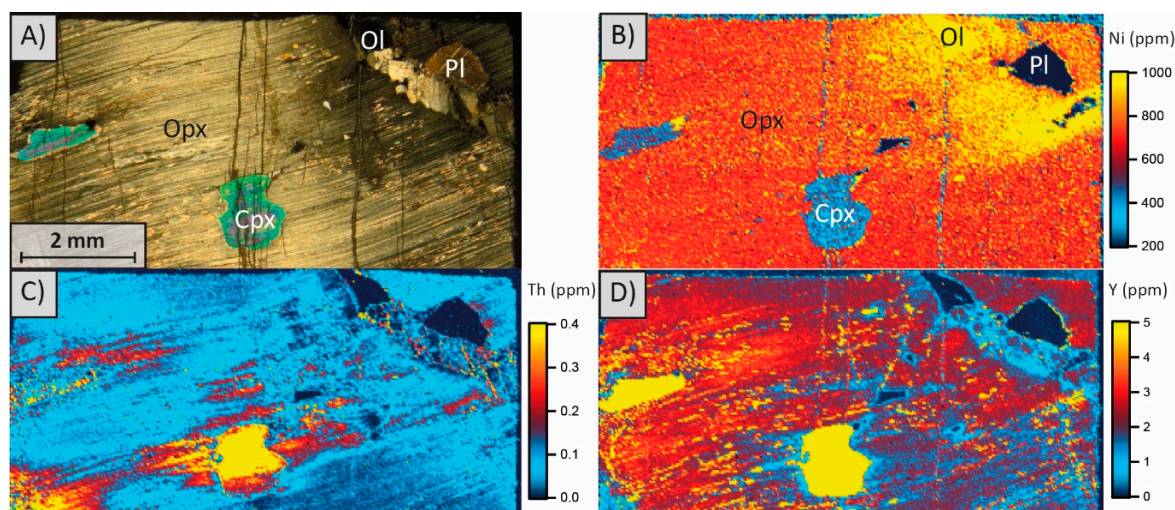 A)
Ol
Pl
Opx
Cpx
2 mm
B)
Ol
Pl
Opx
Cpx
Ni (ppm)
1000
800
600
400
200
C)
Th (ppm)
0.4
0.3
0.2
0.1
0.0
D)
Y (ppm)
5
4
3
2
1
0